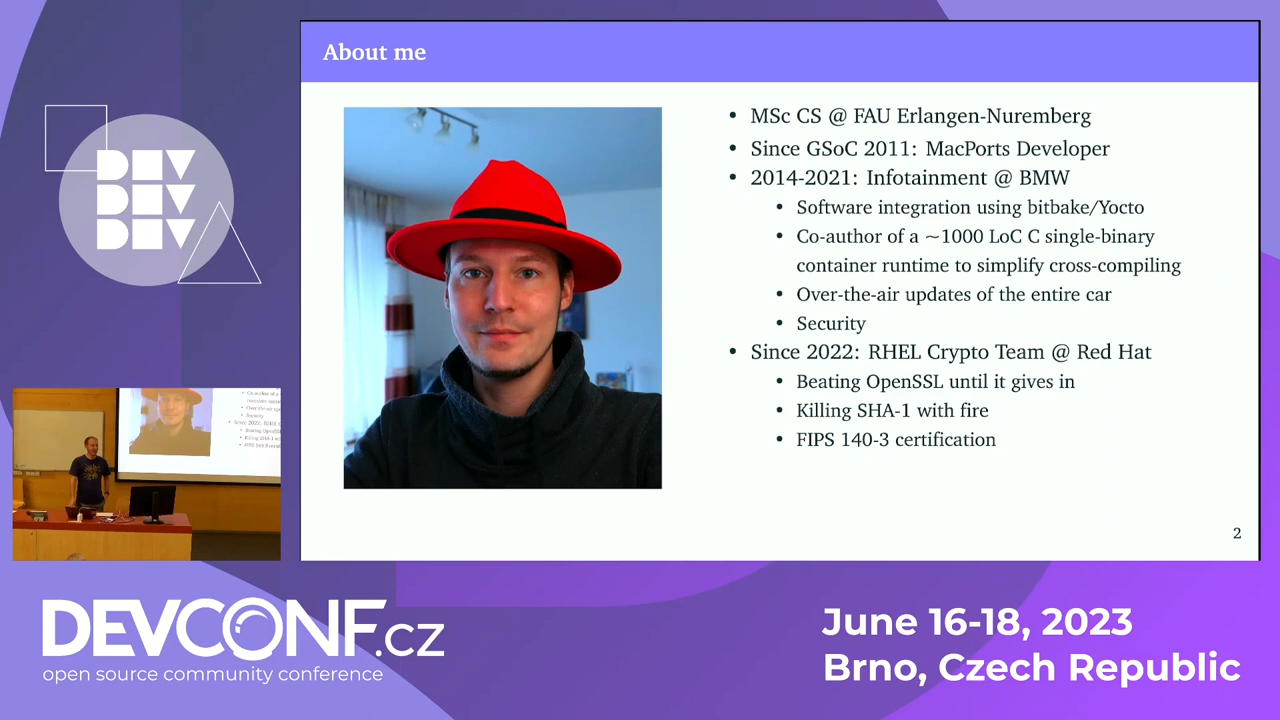 About me
• MSc CS @ FAU Erlangen-Nuremberg
• Since GSoC 2011: MacPorts Developer
• 2014-2021: Infotainment @ BMW
• Software integration using bitbake/Yocto
• Co-author of a ~1000 LoC C single-binary
container runtime to simplify cross-compiling
• Over-the-air updates of the entire car
• Security
• Since 2022: RHEL Crypto Team @ Red Hat
• Beating OpenSSL until it gives in
• Killing SHA-1 with fire
• FIPS 140-3 certification
2
DEV
DEV
DEV
DEVCONF.cz
open source community conference
June 16-18, 2023
Brno, Czech Republic